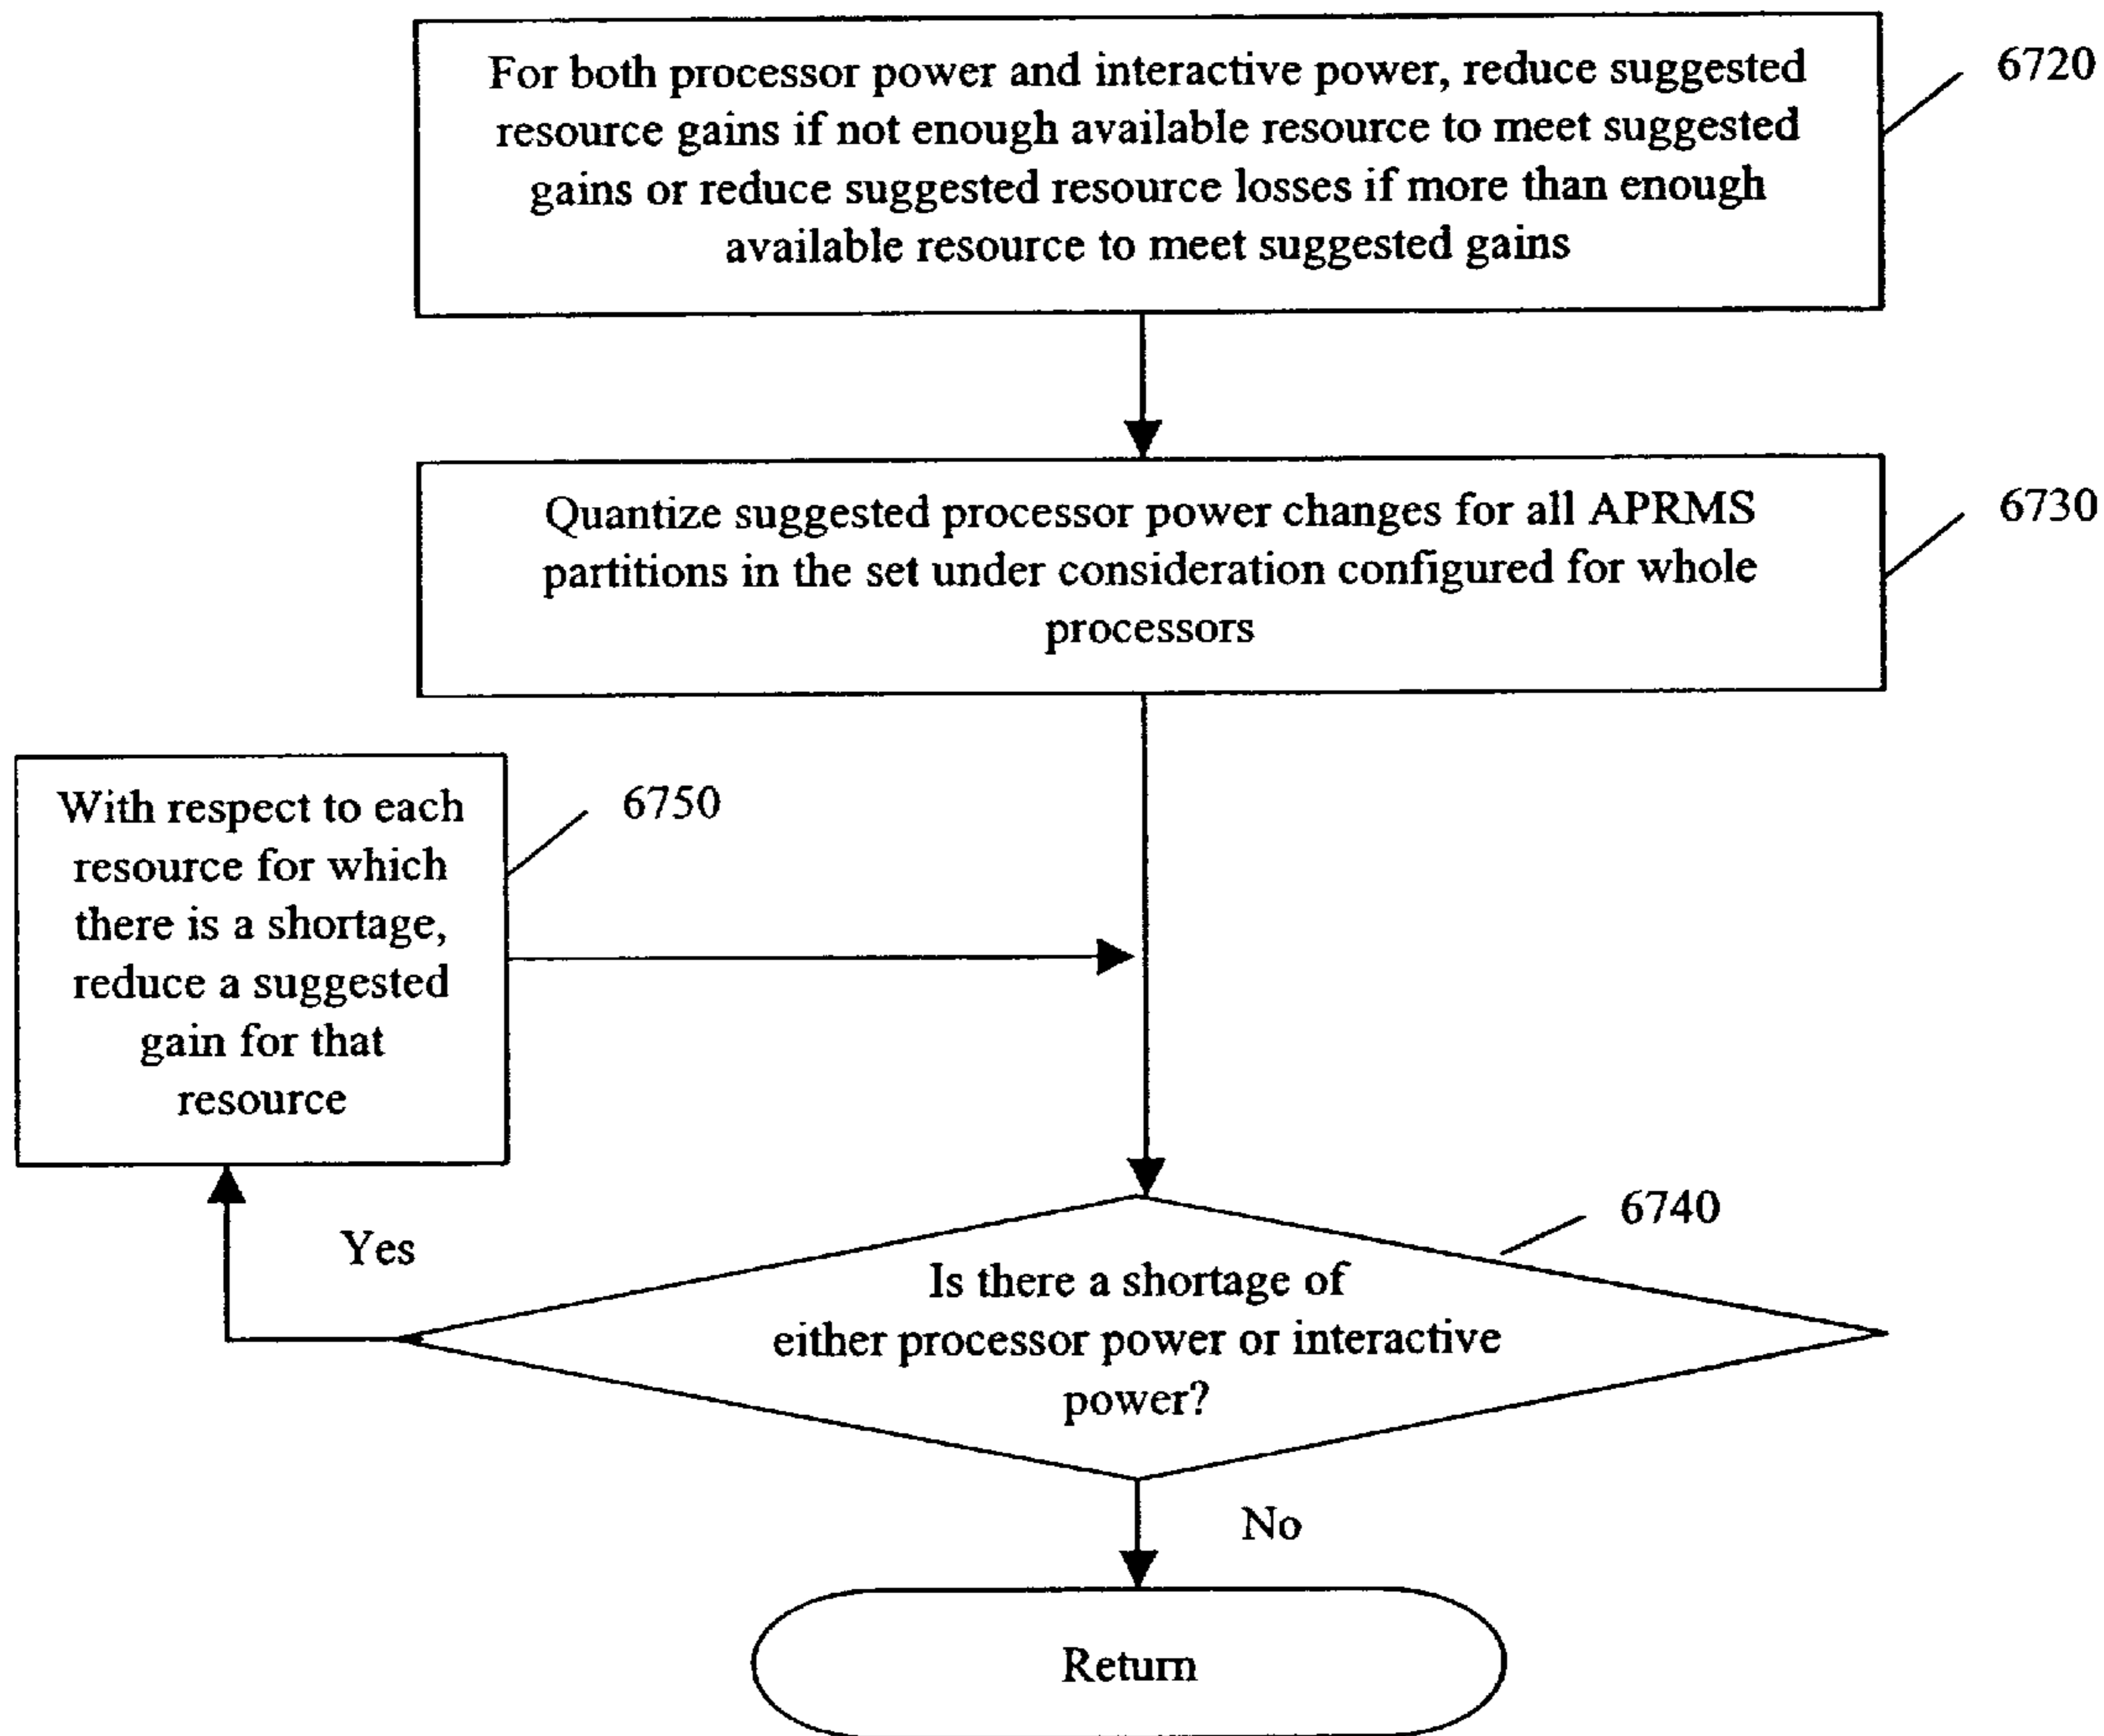 For both processor power and interactive power, reduce suggested
resource gains if not enough available resource to meet suggested
gains or reduce suggested resource losses if more than enough
available resource to meet suggested gains
6720
Quantize suggested processor power changes for all APRMS
partitions in the set under consideration configured for whole
processors
6730
With respect to each
resource for which
there is a shortage,
reduce a suggested
gain for that
resource
6750
Yes
6740
Is there a shortage of
either processor power or interactive
power?
No
Return